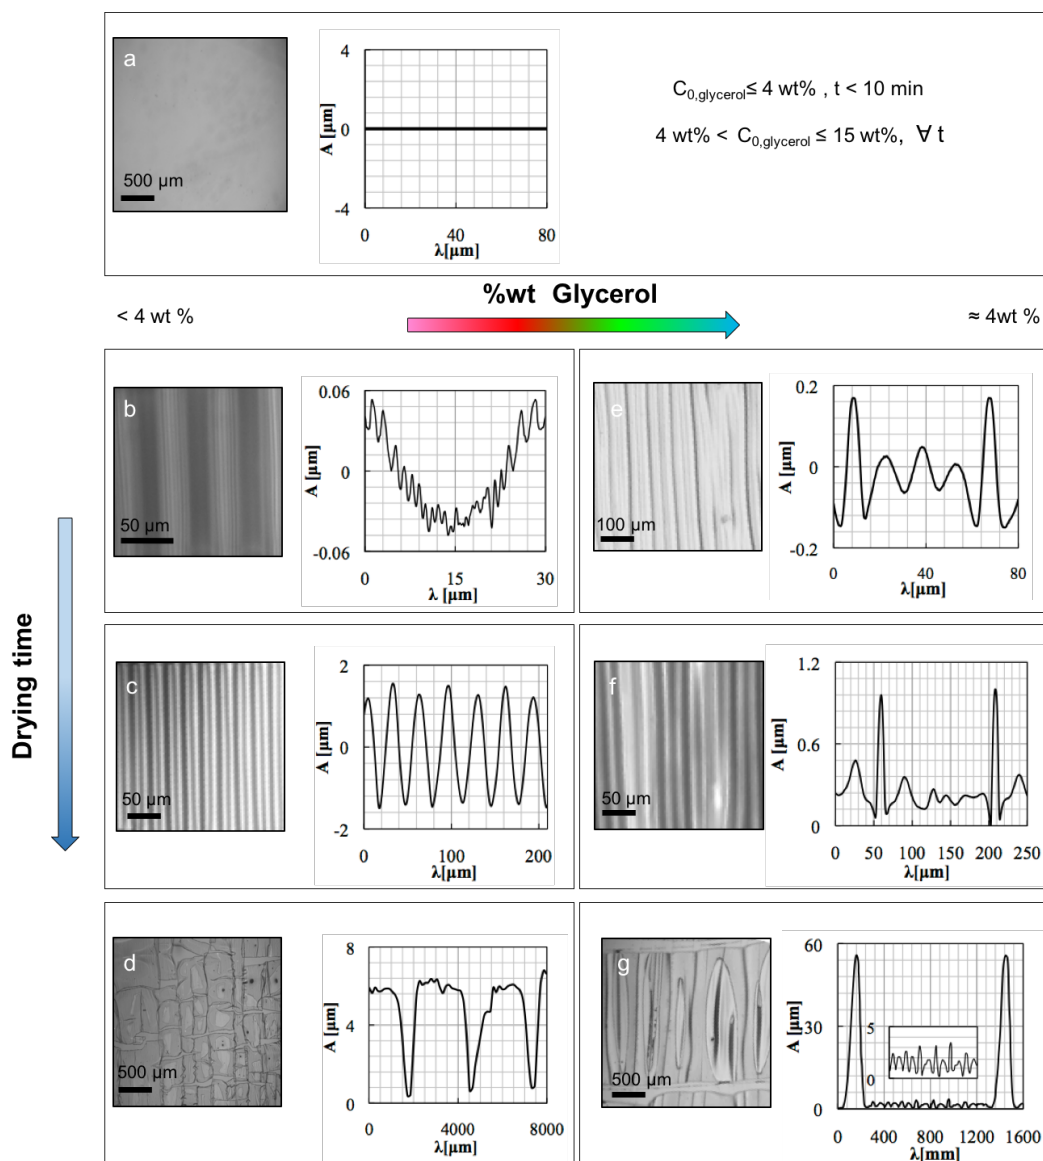 a
500 µm
4
0
-4
A [µm]
0 40 80
λ[µm]
C0,glycerol≤ 4 wt% , t < 10 min
4 wt% < C0,glycerol ≤ 15 wt%, ∀ t
%wt Glycerol
< 4 wt %
≈ 4wt %
Drying time
b
50 µm
0.06
0
-0.06
A [µm]
0 15 30
λ [µm]
e
100 µm
0.2
0
-0.2
A [µm]
0 40 80
λ[µm]
c
50 µm
2
0
-2
A [µm]
0 100 200
λ[µm]
f
50 µm
1.2
0.6
0
A [µm]
0 50 100 150 200 250
λ[µm]
d
500 µm
8
4
0
A [µm]
0 4000 8000
λ[µm]
g
500 µm
60
30
0
A [µm]
5
0
0 400 800 1200 1600
λ[mm]